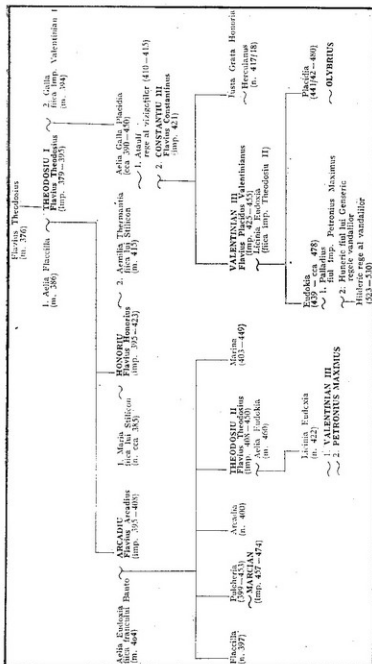 Flavius Theodosius
(m. 376)
1. Aelia Flaccilla
(m. 386)
THEODOSIU I
Flavius Theodosius
(Imp. 379–395)
2. Galla
fiica imp. Valentinian I
(m. 394)
Aelia Eudoxia
fiica francului Bauto
(m. 404)
ARCADIU
Flavius Arcadius
(imp. 395–408)
1. Maria
fiica lui Stilicon
(n. cca 385)
HONORIU
Flavius Honorius
(imp. 395–423)
2. Aemilia Thermantia
fiica lui Stilicon
(m. 415)
Aelia Galla Placidia
(cca 390–450)
1. Ataulf (410–415)
rege al vizigoților
2. CONSTANTIU III
Flavius Constantinus
(imp. 421)
Flaccilla
(n. 397)
Pulcheria
(399–453)
MARCIAN
(Imp. 457–474)
Arcadia
(n. 400)
THEODOSIU II
Flavius Theodosius
(imp. 408–450)
Aelia Eudokia
(m. 460)
Marina
(403–449)
VALENTINIAN III
Flavius Placidus Valentinianus
(imp. 425–455)
Licinia Eudoxia
(fiica imp. Theodosiu II)
Iusta Grata Honoria
(n. 417/18)
Herculanus
Licinia Eudoxia
(n. 422)
1. VALENTINIAN III
2. PETRONIUS MAXIMUS
Eudokia
(439 – cca 478)
1. Palladius
fiul imp. Petronius Maximus
2. Huneric fiul lui Genseric
regele vandalilor
Hilderic rege al vandalilor
(523–530)
Placidia
(441/42–480)
OLYBRIUS